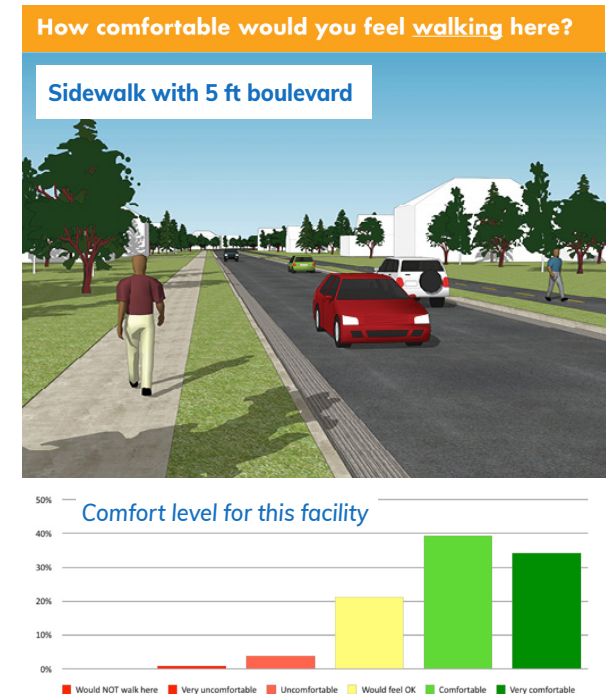 How comfortable would you feel walking here?
Sidewalk with 5 ft boulevard
50%
Comfort level for this facility
40%
30%
20%
10%
0%
Would NOT walk here Very uncomfortable Uncomfortable Would feel OK Comfortable Very comfortable